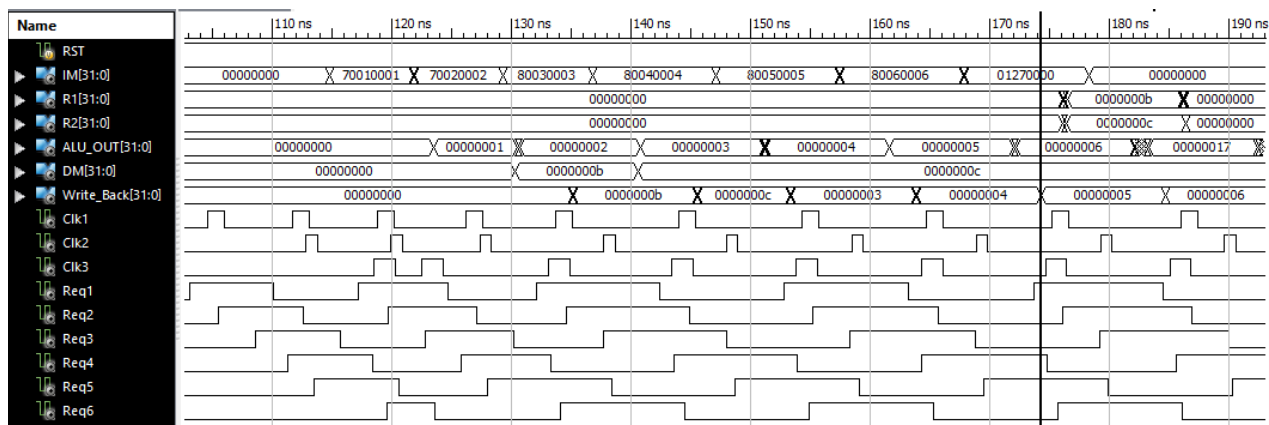 Name 110 ns 120 ns 130 ns 140 ns 150 ns 160 ns 170 ns 180 ns 190 ns
RST
IM[31:0] 00000000 70010001 70020002 80030003 80040004 80050005 80060006 01270000 00000000
R1[31:0] 00000000 0000000b 00000000
R2[31:0] 00000000 0000000c 00000000
ALU_OUT[31:0] 00000000 00000001 00000002 00000003 00000004 00000005 00000006 00000017
DM[31:0] 00000000 0000000b 0000000c
Write_Back[31:0] 00000000 0000000b 0000000c 00000003 00000004 00000005 00000006
Clk1
Clk2
Clk3
Req1
Req2
Req3
Req4
Req5
Req6